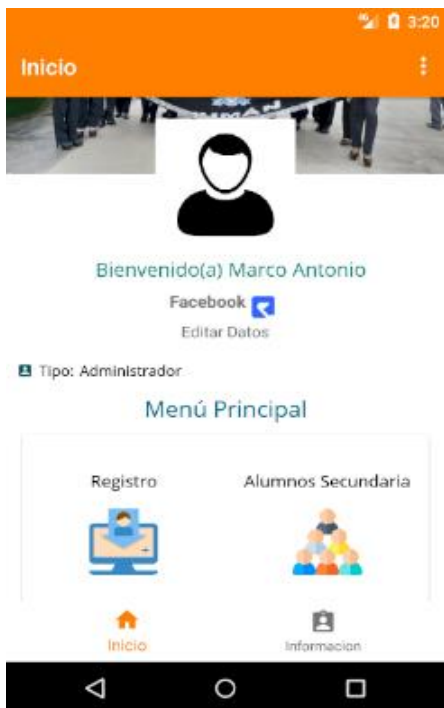 3:20
Inicio
Bienvenido(a) Marco Antonio
Facebook
Editar Datos
Tipo: Administrador
Menú Principal
Registro
Alumnos Secundaria
Inicio
Informacion